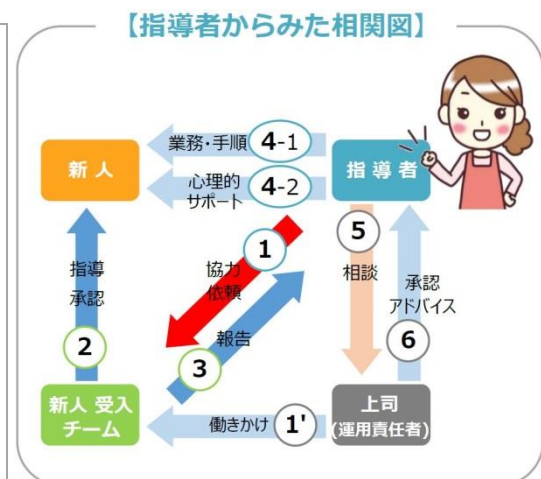 【指導者からみた相関図】
業務・手順 4-1
新人
指導者
心理的
サポート
4-2
1
協力
依頼
5
相談
指導
承認
承認
アドバイス
2
3
報告
6
新人 受入
チーム
働きかけ 1'
上司
(運用責任者)